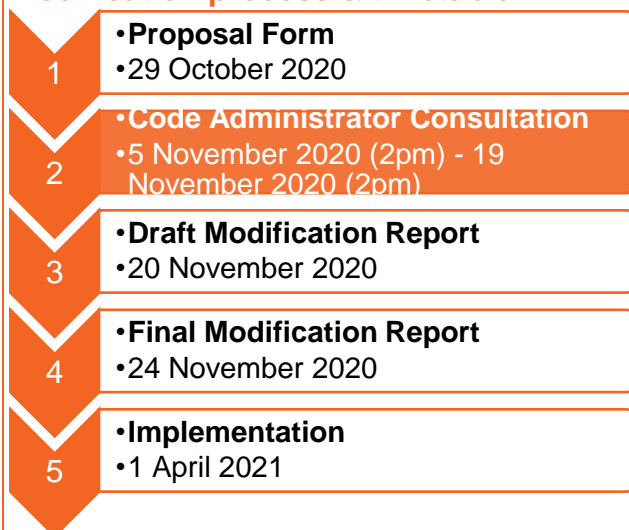 1
•Proposal Form
•29 October 2020
2
•Code Administrator Consultation
•5 November 2020 (2pm) - 19
November 2020 (2pm)
3
•Draft Modification Report
•20 November 2020
4
•Final Modification Report
•24 November 2020
5
•Implementation
•1 April 2021